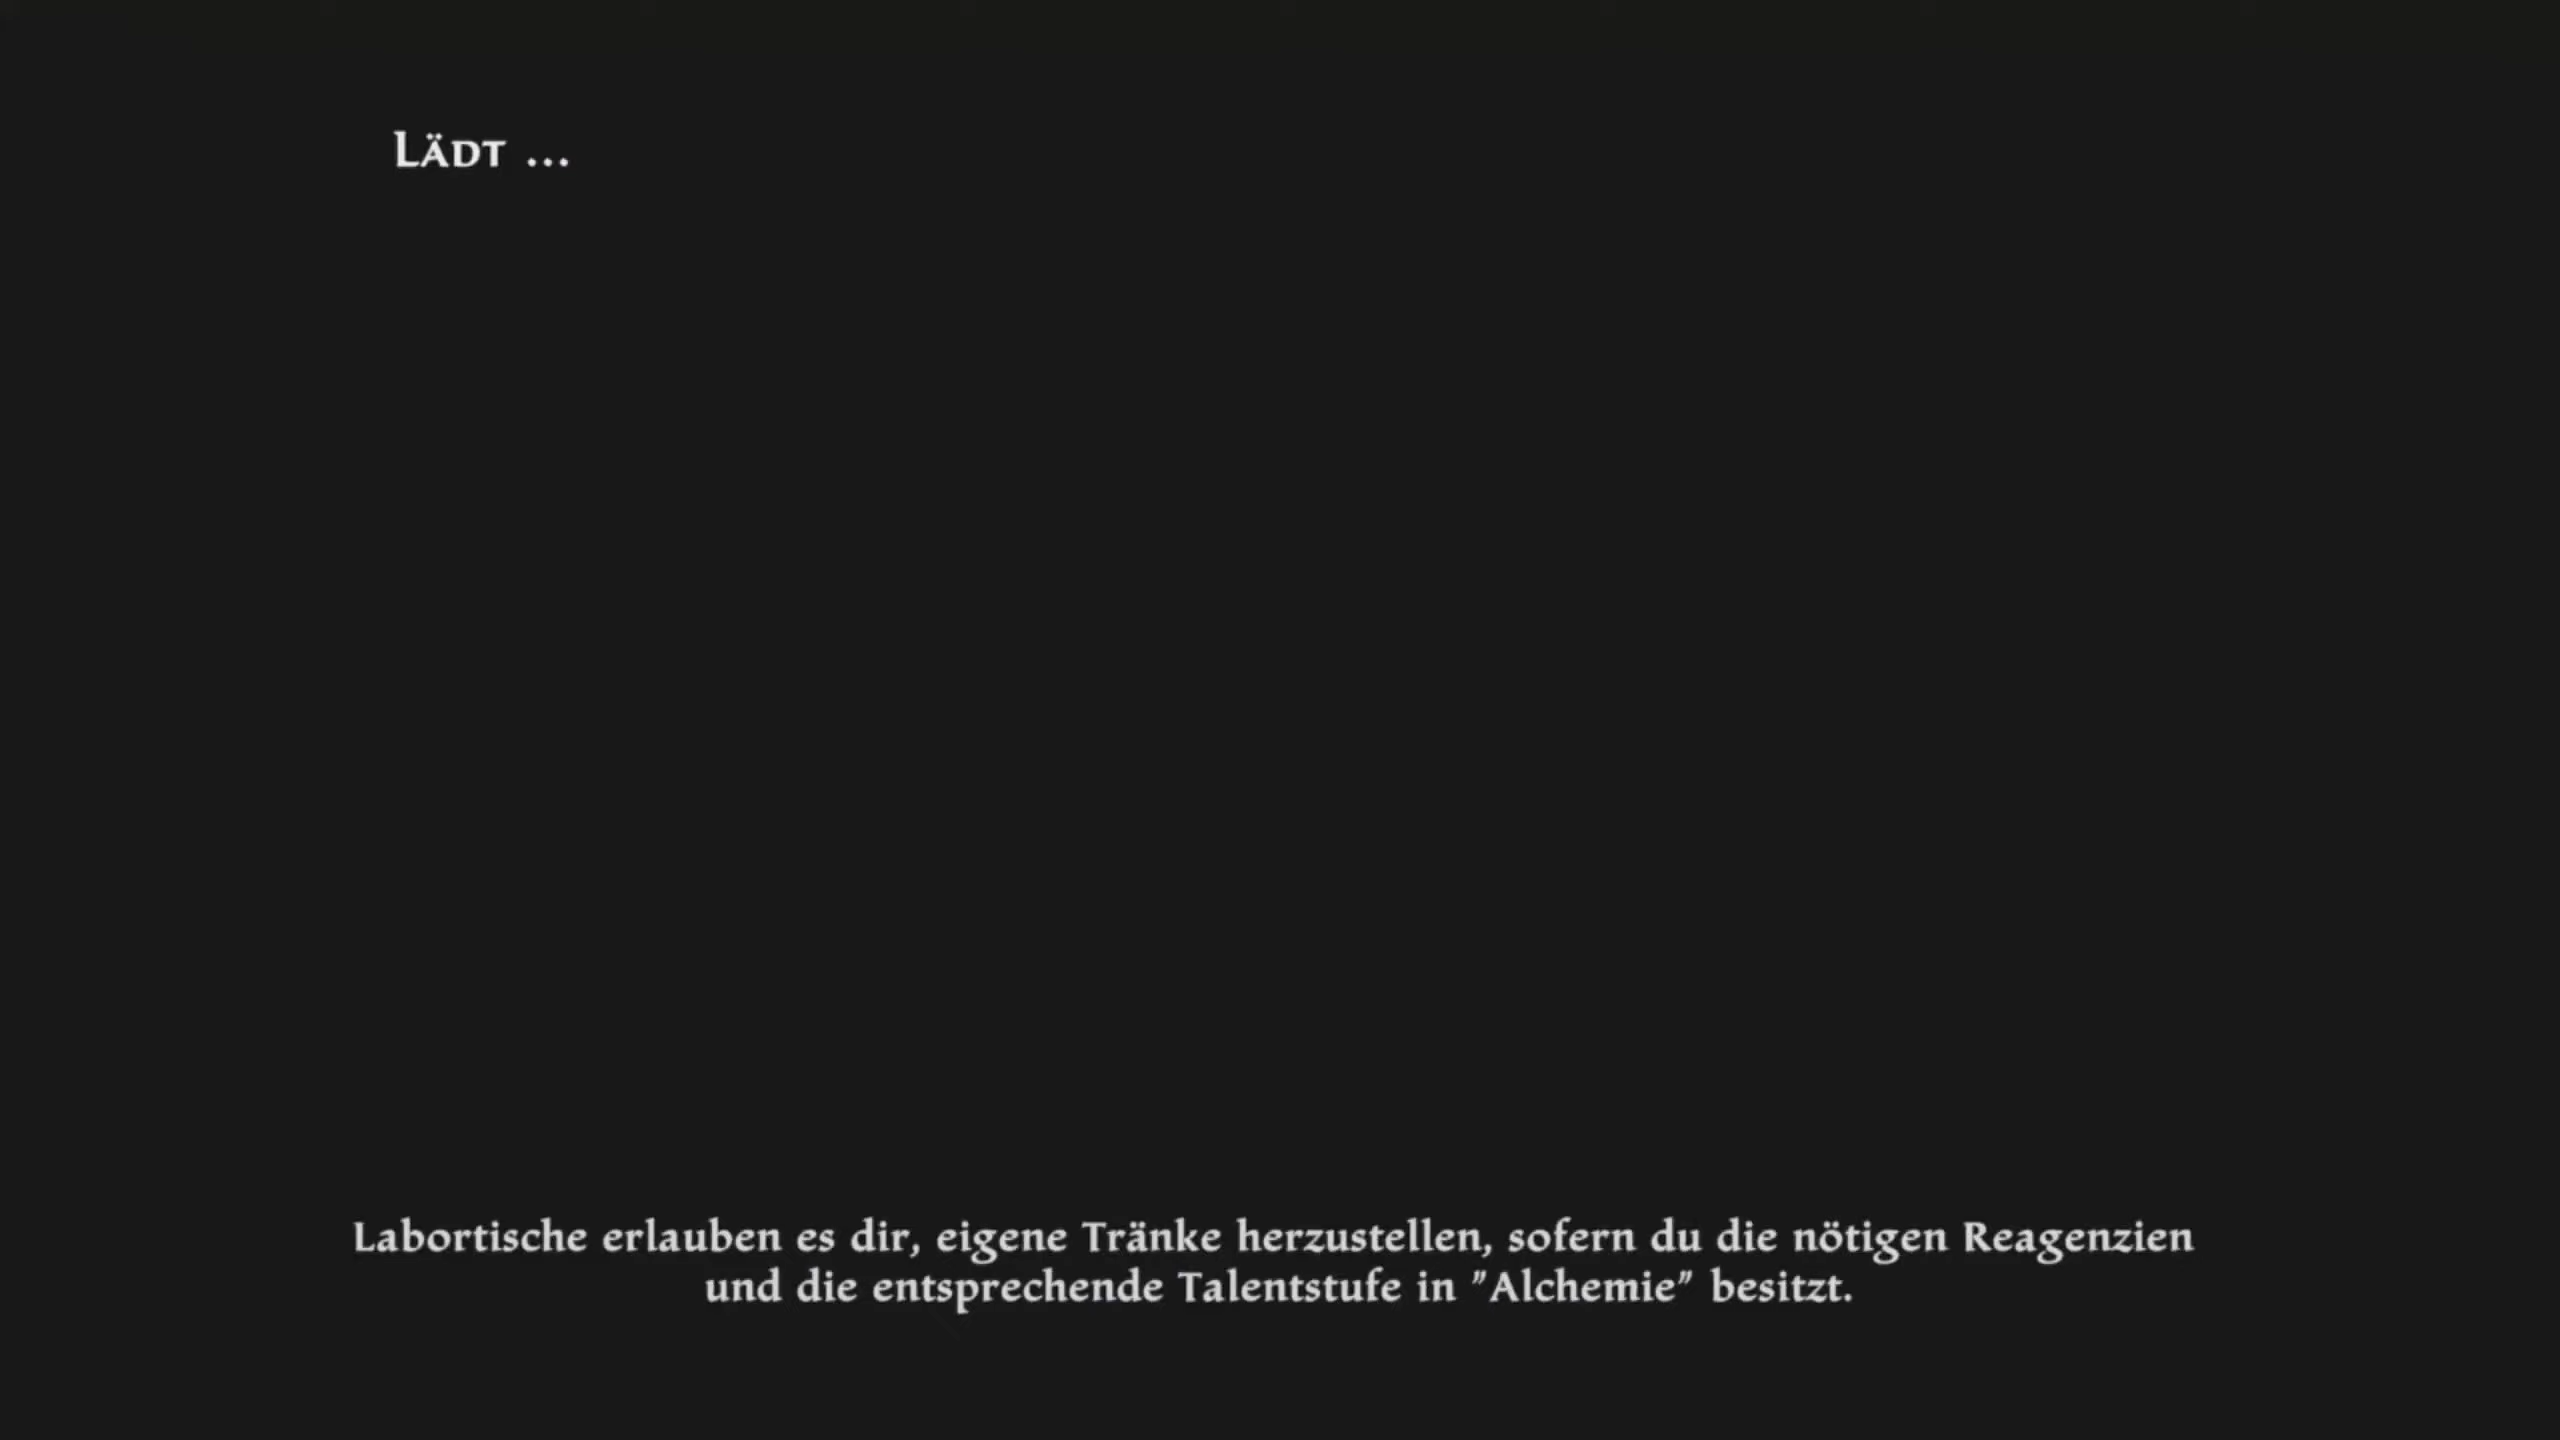 Lädt ...
Labortische erlauben es dir, eigene Tränke herzustellen, sofern du die nötigen Reagenzien
und die entsprechende Talentstufe in "Alchemie" besitzt.